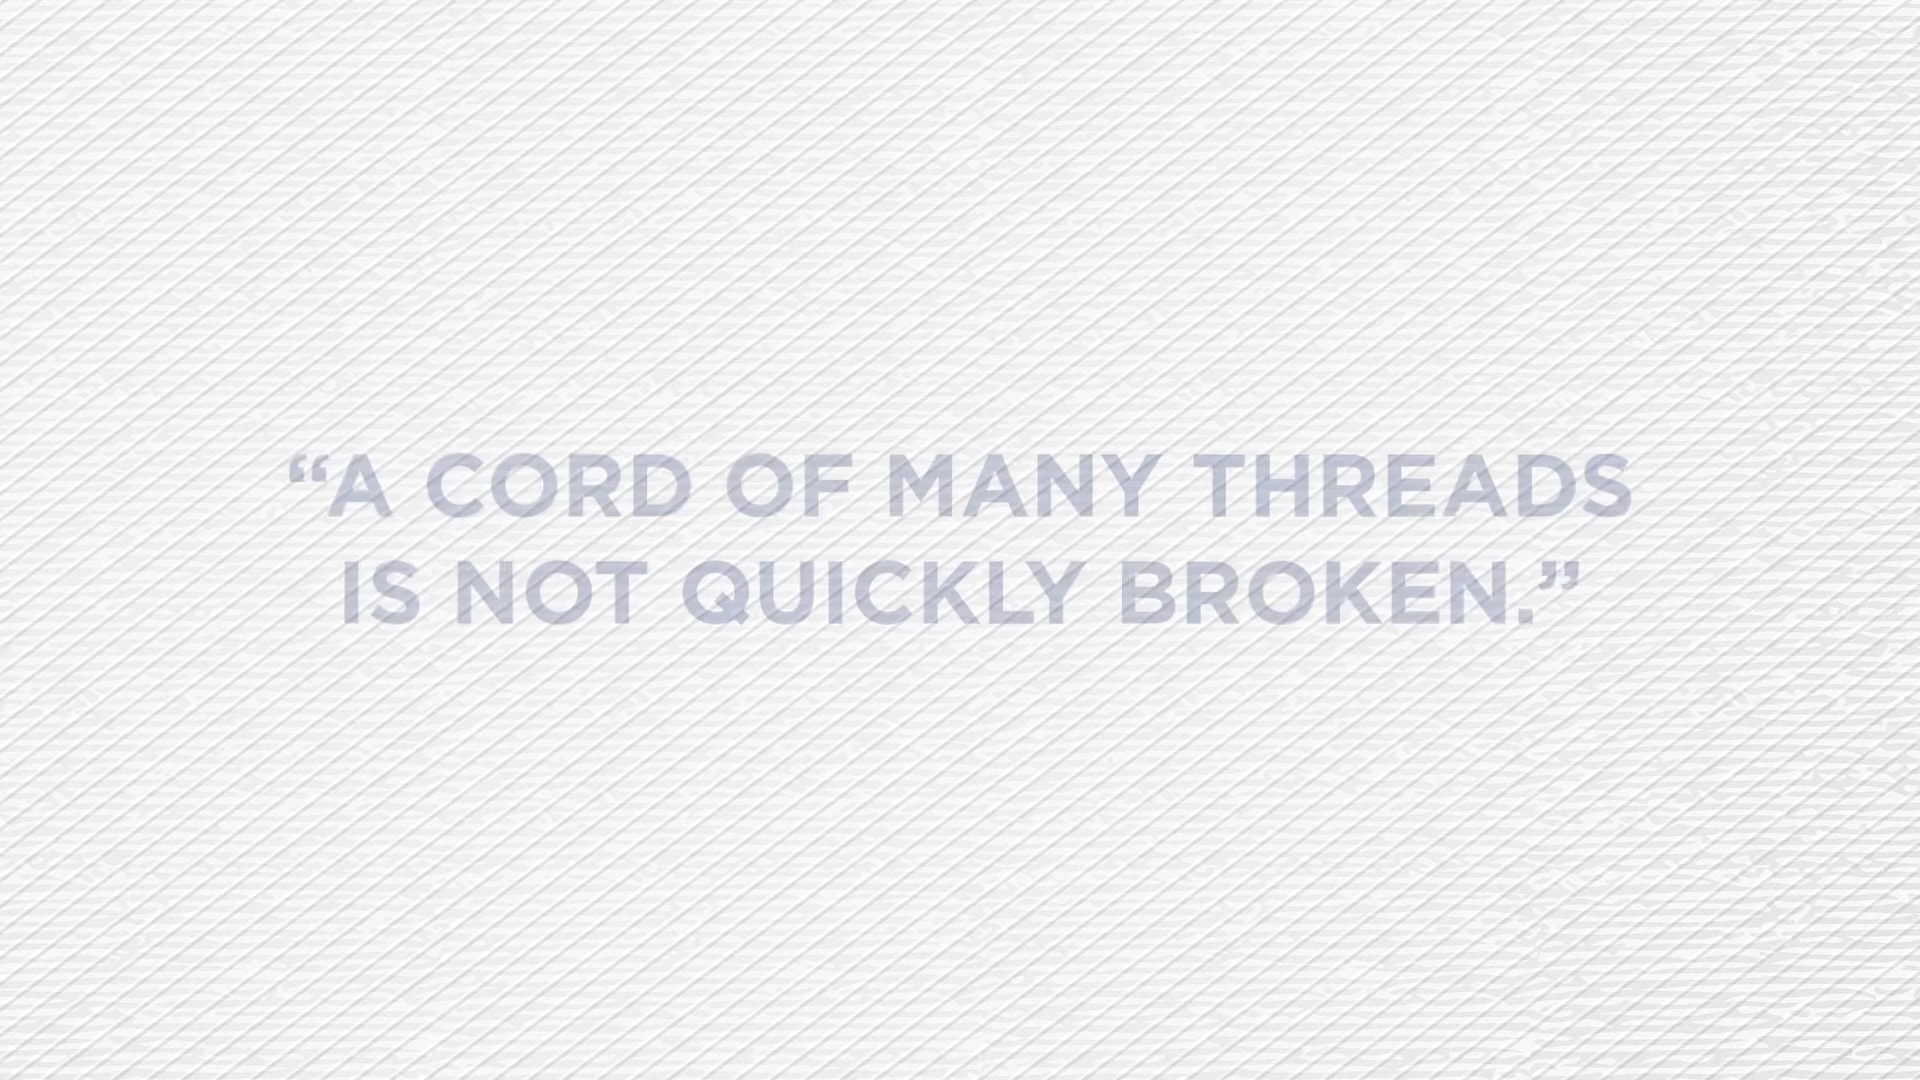 “A CORD OF MANY THREADS
IS NOT QUICKLY BROKEN.”